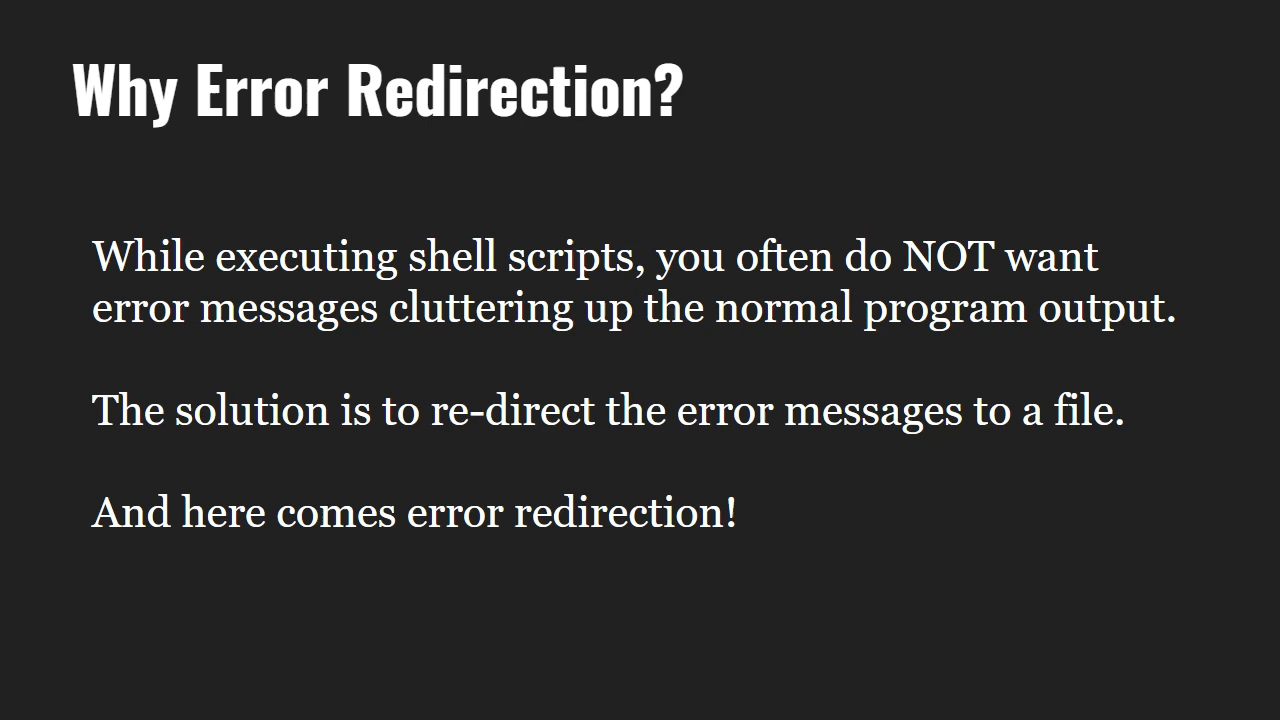 Why Error Redirection?
While executing shell scripts, you often do NOT want
error messages cluttering up the normal program output.
The solution is to re-direct the error messages to a file.
And here comes error redirection!